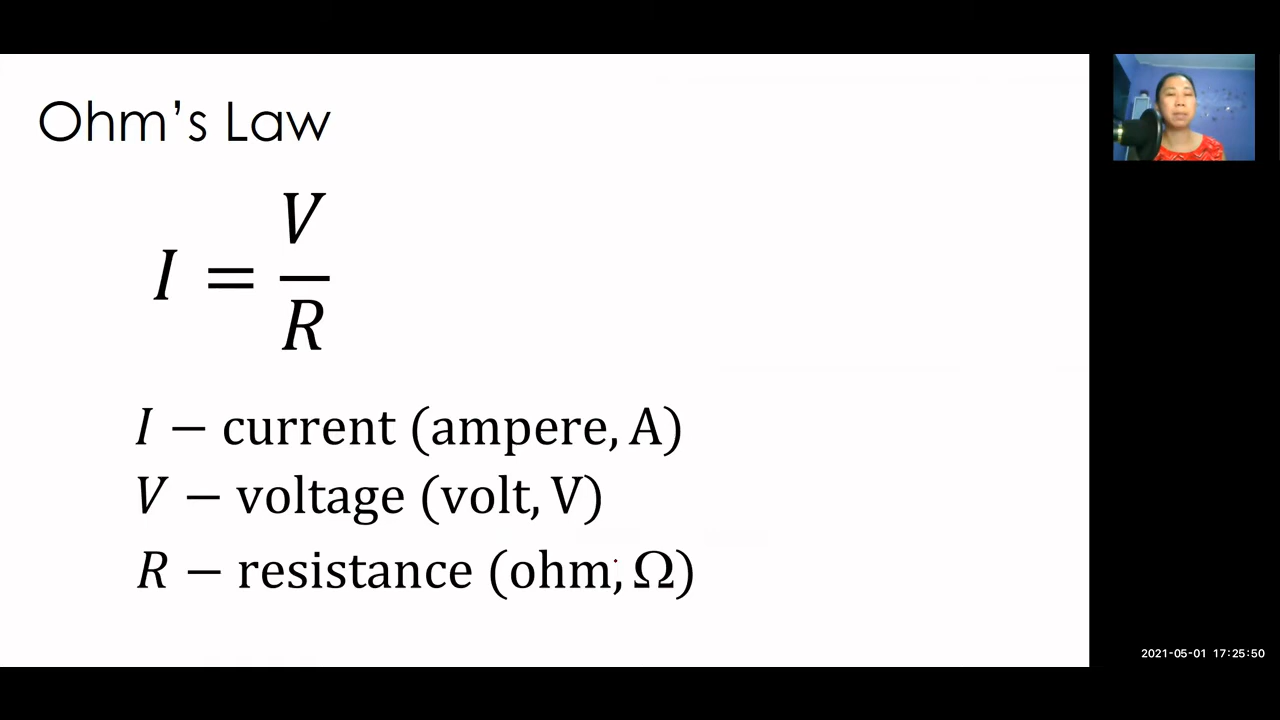 Ohm's Law
I = V/R
I − current (ampere, A)
V − voltage (volt, V)
R − resistance (ohm, Ω)
2021-05-01 17:25:50